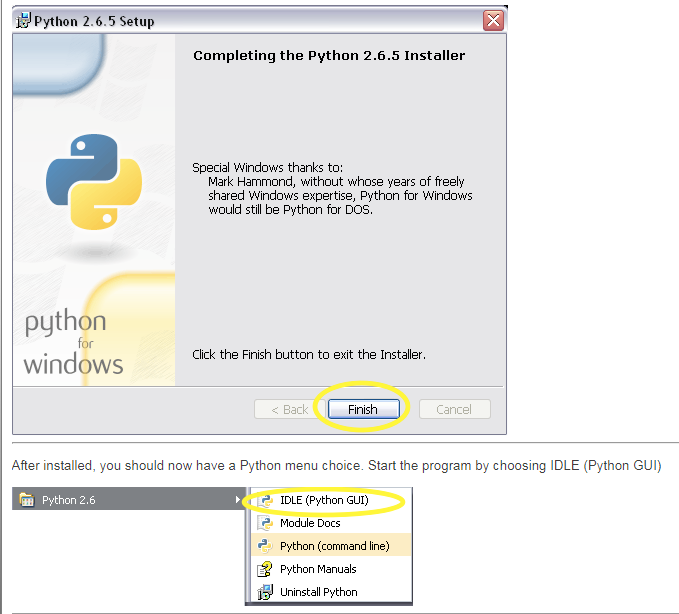 Python 2.6.5 Setup
Completing the Python 2.6.5 Installer
Special Windows thanks to:
Mark Hammond, without whose years of freely
shared Windows expertise, Python for Windows
would still be Python for DOS.
python
for
windows
Click the Finish button to exit the Installer.
< Back
Finish
Cancel
After installed, you should now have a Python menu choice. Start the program by choosing IDLE (Python GUI)
Python 2.6
IDLE (Python GUI)
Module Docs
Python (command line)
Python Manuals
Uninstall Python